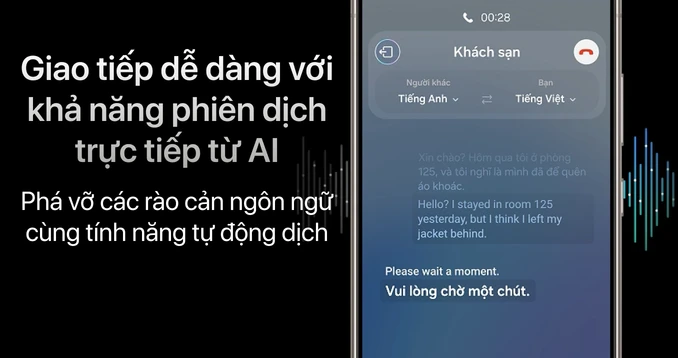 Giao tiếp dễ dàng với
khả năng phiên dịch
trực tiếp từ AI
Phá vỡ các rào cản ngôn ngữ
cùng tính năng tự động dịch
00:28
Khách sạn
Người khác
Bạn
Tiếng Anh
Tiếng Việt
Xin chào? Hôm qua tôi ở phòng
125, và tôi nghĩ là mình đã để quên
áo khoác.
Hello? I stayed in room 125
yesterday, but I think I left my
jacket behind.
Please wait a moment.
Vui lòng chờ một chút.